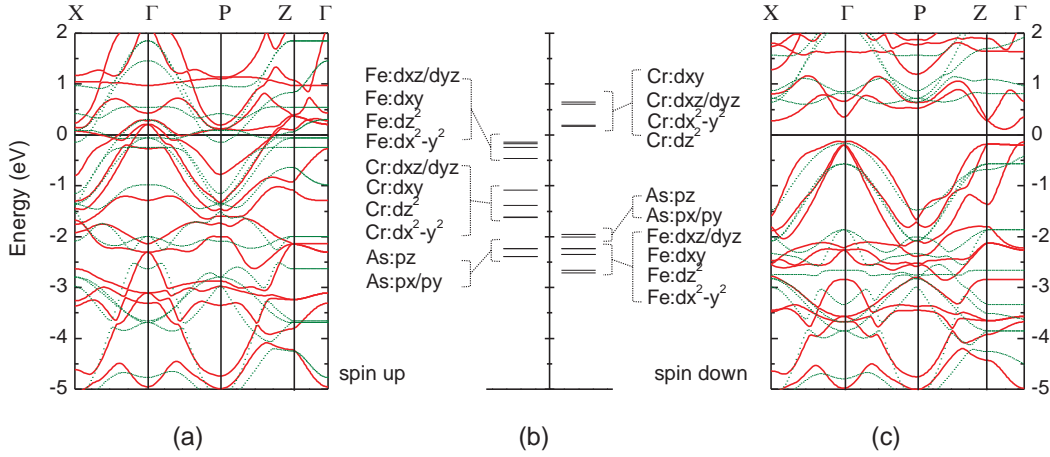 X Γ P Z Γ
X Γ P Z Γ
2
1
0
-1
-2
-3
-4
-5
Energy (eV)
Fe:dxz/dyz
Fe:dxy
Fe:dz²
Fe:dx²-y²
Cr:dxz/dyz
Cr:dxy
Cr:dz²
Cr:dx²-y²
As:pz
As:px/py
spin up
Cr:dxy
Cr:dxz/dyz
Cr:dx²-y²
Cr:dz²
As:pz
As:px/py
Fe:dxz/dyz
Fe:dxy
Fe:dz²
Fe:dx²-y²
spin down
2
1
0
-1
-2
-3
-4
-5
(a)
(b)
(c)